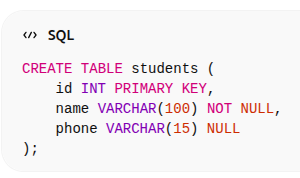 </> SQL
CREATE TABLE students (
    id INT PRIMARY KEY,
    name VARCHAR(100) NOT NULL,
    phone VARCHAR(15) NULL
);